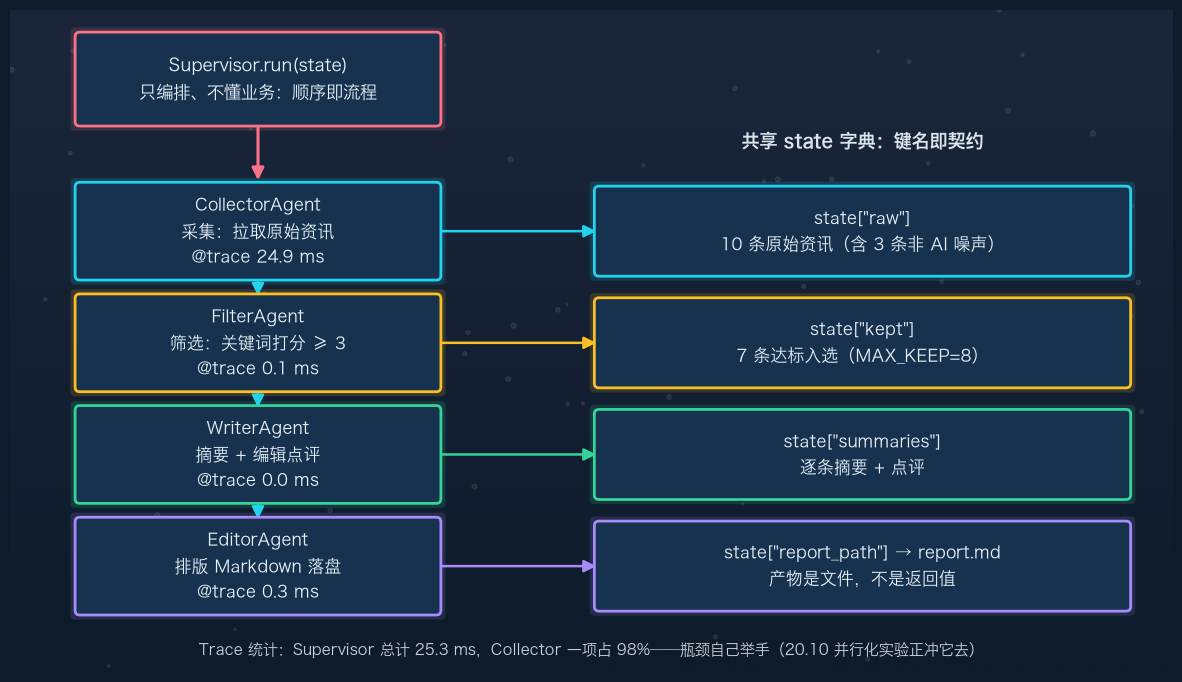 Supervisor.run(state)
只编排、不懂业务：顺序即流程
共享 state 字典：键名即契约
CollectorAgent
采集：拉取原始资讯
@trace 24.9 ms
state["raw"]
10 条原始资讯（含 3 条非 AI 噪声）
FilterAgent
筛选：关键词打分 ≥ 3
@trace 0.1 ms
state["kept"]
7 条达标入选（MAX_KEEP=8）
WriterAgent
摘要 + 编辑点评
@trace 0.0 ms
state["summaries"]
逐条摘要 + 点评
EditorAgent
排版 Markdown 落盘
@trace 0.3 ms
state["report_path"] → report.md
产物是文件，不是返回值
Trace 统计：Supervisor 总计 25.3 ms，Collector 一项占 98%——瓶颈自己举手（20.10 并行化实验正冲它去）